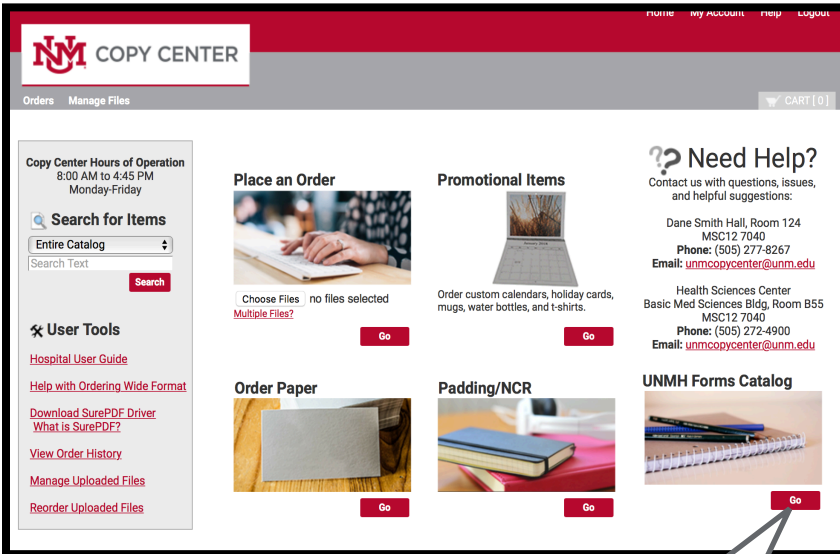 Home My Account Help Logout
UNM COPY CENTER
Orders Manage Files
CART [ 0 ]
Copy Center Hours of Operation
8:00 AM to 4:45 PM
Monday-Friday
Search for Items
Entire Catalog
Search Text
Search
User Tools
Hospital User Guide
Help with Ordering Wide Format
Download SurePDF Driver
What is SurePDF?
View Order History
Manage Uploaded Files
Reorder Uploaded Files
Place an Order
Choose Files no files selected
Multiple Files?
Go
Promotional Items
January 2018
Order custom calendars, holiday cards,
mugs, water bottles, and t-shirts.
Go
Order Paper
Go
Padding/NCR
Go
?? Need Help?
Contact us with questions, issues,
and helpful suggestions:
Dane Smith Hall, Room 124
MSC12 7040
Phone: (505) 277-8267
Email: unmcopycenter@unm.edu
Health Sciences Center
Basic Med Sciences Bldg, Room B55
MSC12 7040
Phone: (505) 272-4900
Email: unmcopycenter@unm.edu
UNMH Forms Catalog
Go